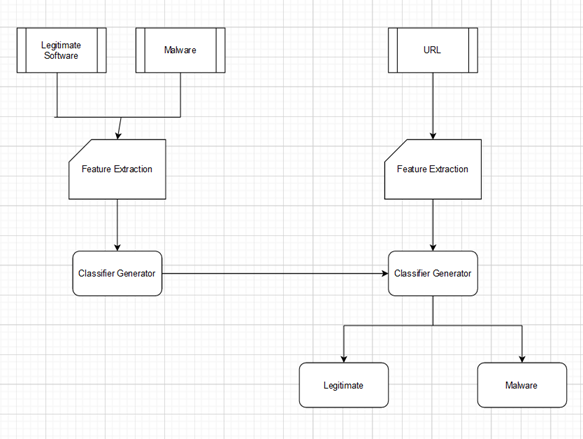 Legitimate
Software
Malware
URL
Feature Extraction
Feature Extraction
Classifier Generator
Classifier Generator
Legitimate
Malware